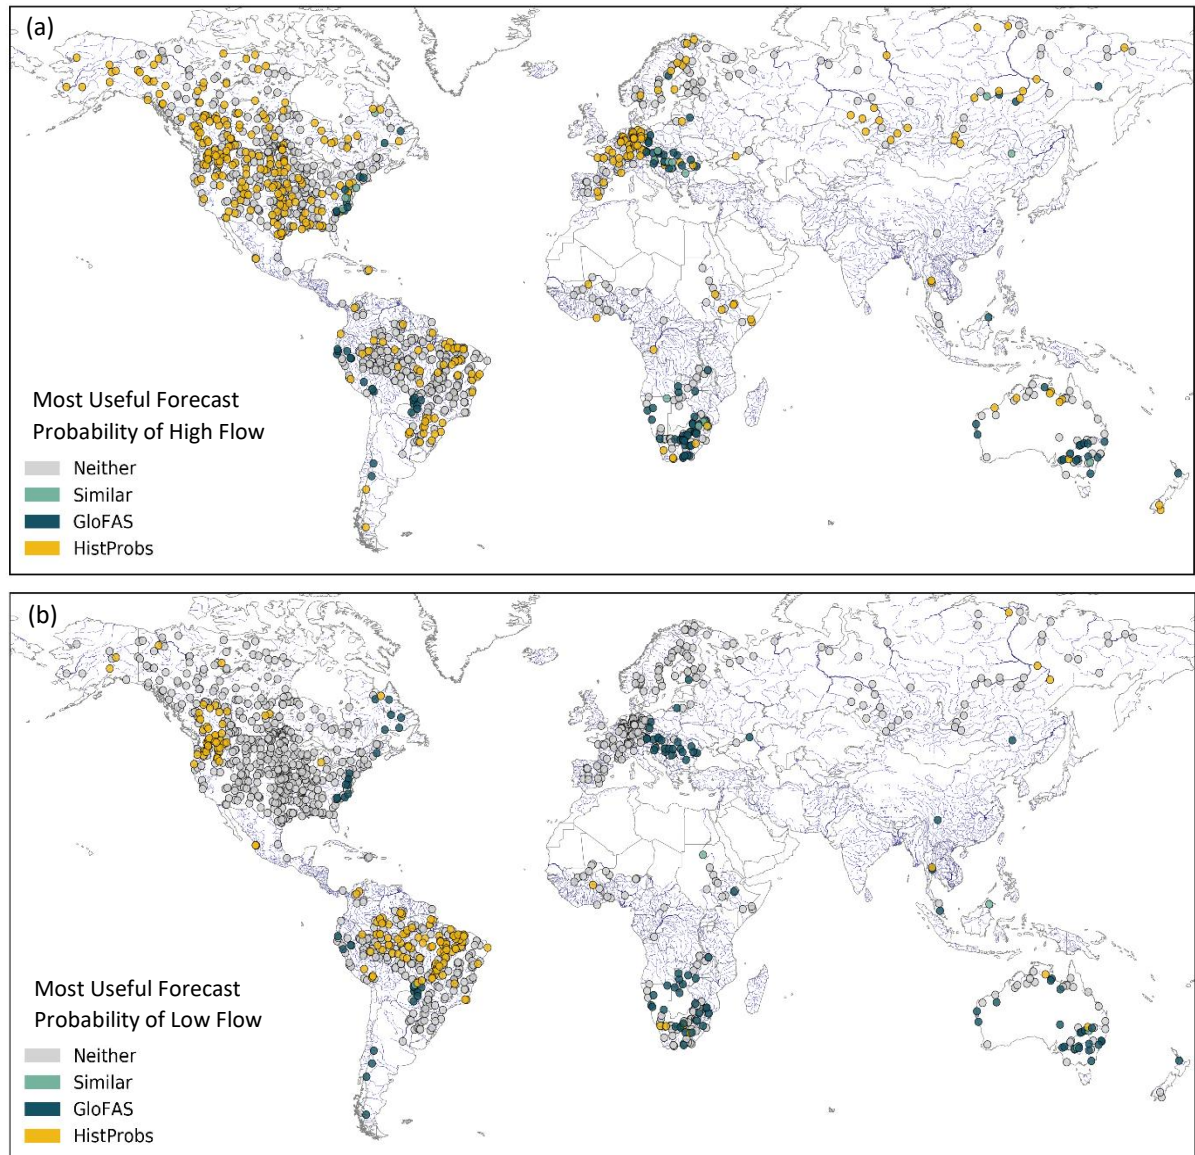 (a)
Most Useful Forecast
Probability of High Flow
Neither
Similar
GloFAS
HistProbs
(b)
Most Useful Forecast
Probability of Low Flow
Neither
Similar
GloFAS
HistProbs